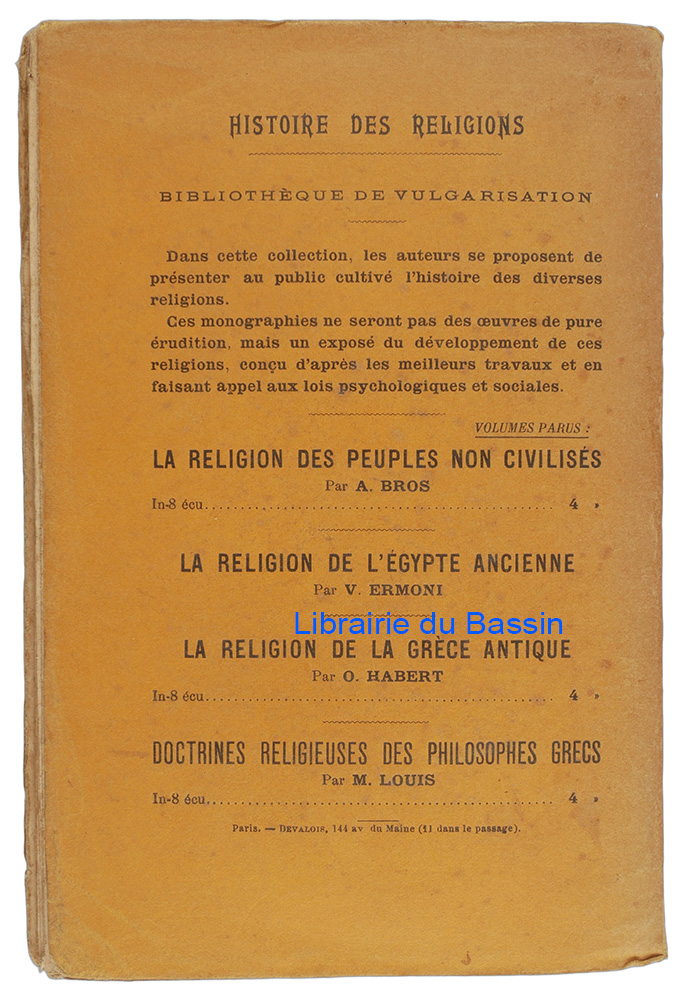 HISTOIRE DES RELIGIONS
BIBLIOTHÈQUE DE VULGARISATION
Dans cette collection, les auteurs se proposent de
présenter au public cultivé l'histoire des diverses
religions.
Ces monographies ne seront pas des œuvres de pure
érudition, mais un exposé du développement de ces
religions, conçu d'après les meilleurs travaux et en
faisant appel aux lois psychologiques et sociales.
VOLUMES PARUS :
LA RELIGION DES PEUPLES NON CIVILISÉS
Par A. BROS
In-8 écu........................................ 4 »
LA RELIGION DE L'ÉGYPTE ANCIENNE
Par V. ERMONI
Librairie du Bassin
LA RELIGION DE LA GRÈCE ANTIQUE
Par O. HABERT
In-8 écu........................................ 4 »
DOCTRINES RELIGIEUSES DES PHILOSOPHES GRECS
Par M. LOUIS
In-8 écu........................................ 4 »
Paris. — DEVALOIS, 144 av du Maine (11 dans le passage).